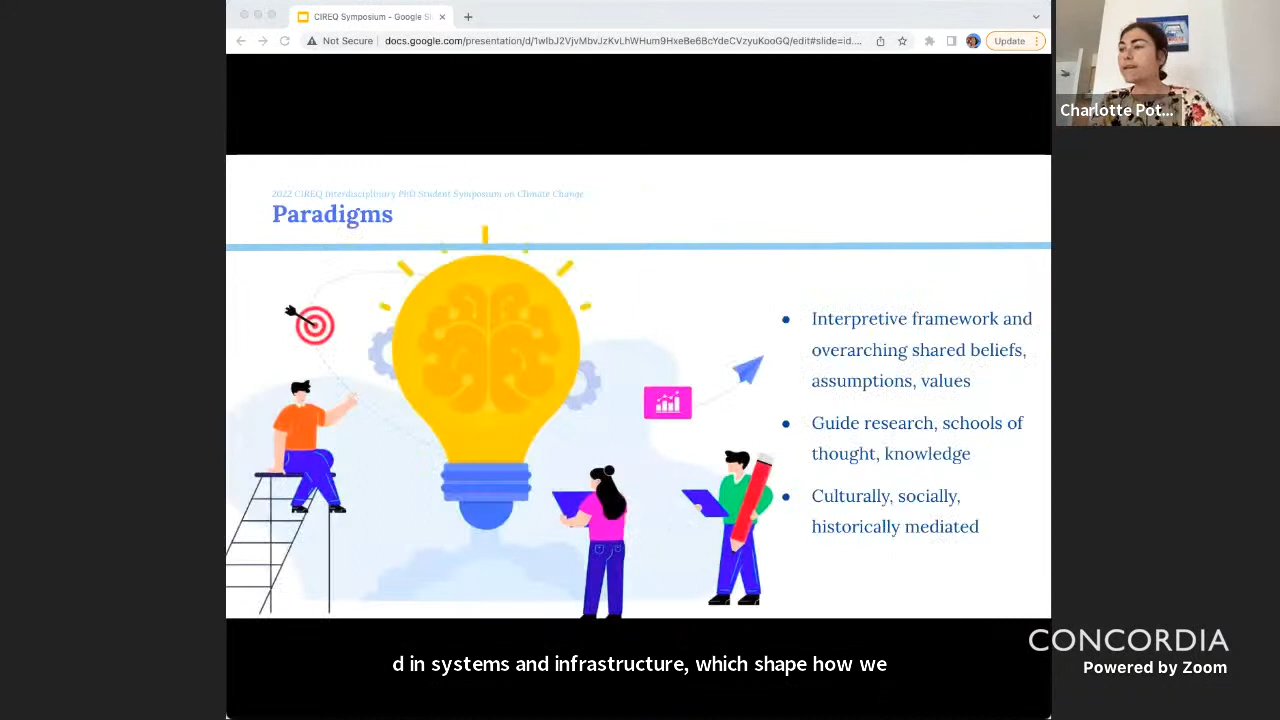 CIREQ Symposium - Google Sl
Not Secure
docs.google.com/presentation/d/1wIbJ2VjvMbvJzKvLhWHum9HxeBe6BcYdeCVzyuKooGQ/edit#slide=id....
Update
Charlotte Pot...
2022 CIREQ Interdisciplinary PhD Student Symposium on Climate Change
Paradigms
Interpretive framework and
overarching shared beliefs,
assumptions, values
Guide research, schools of
thought, knowledge
Culturally, socially,
historically mediated
d in systems and infrastructure, which shape how we
CONCORDIA
Powered by Zoom